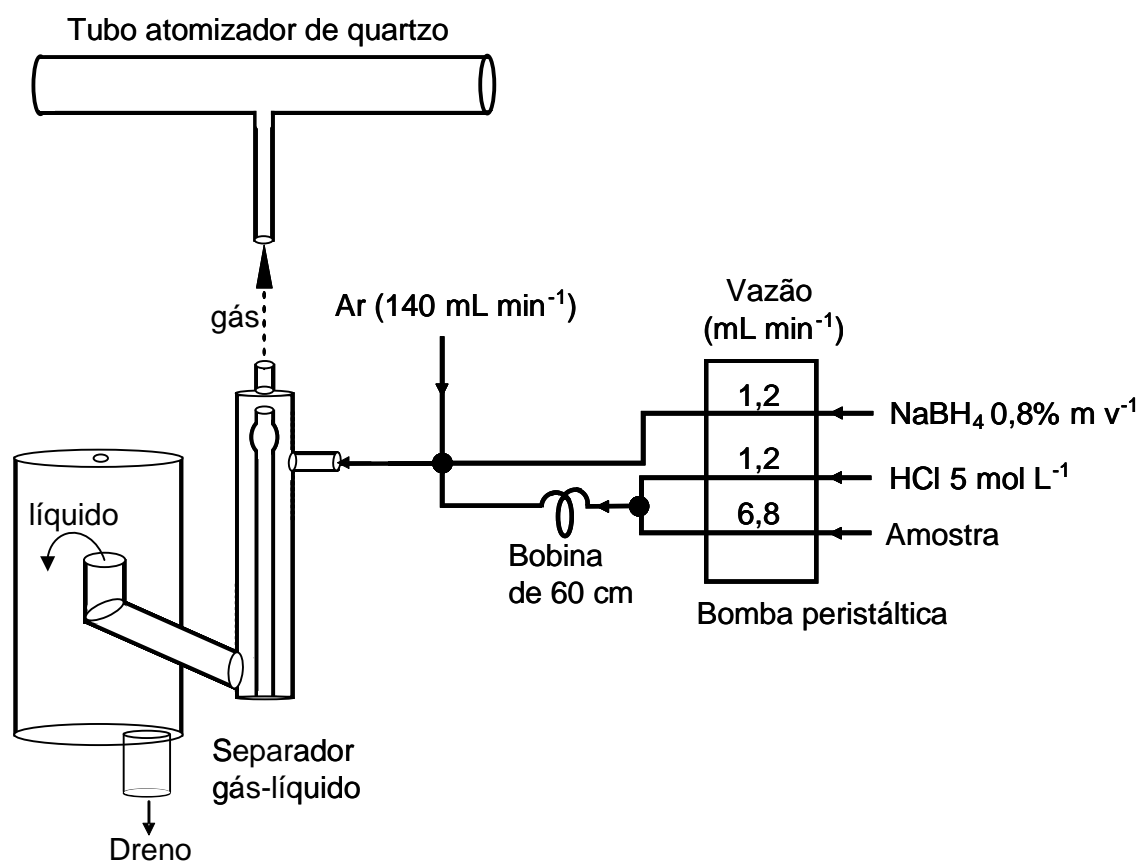 Tubo atomizador de quartzo
gás
Ar (140 mL min⁻¹)
Vazão
(mL min⁻¹)
1,2
NaBH₄ 0,8% m v⁻¹
1,2
HCl 5 mol L⁻¹
6,8
Amostra
líquido
Bobina
de 60 cm
Bomba peristáltica
Separador
gás-líquido
Dreno